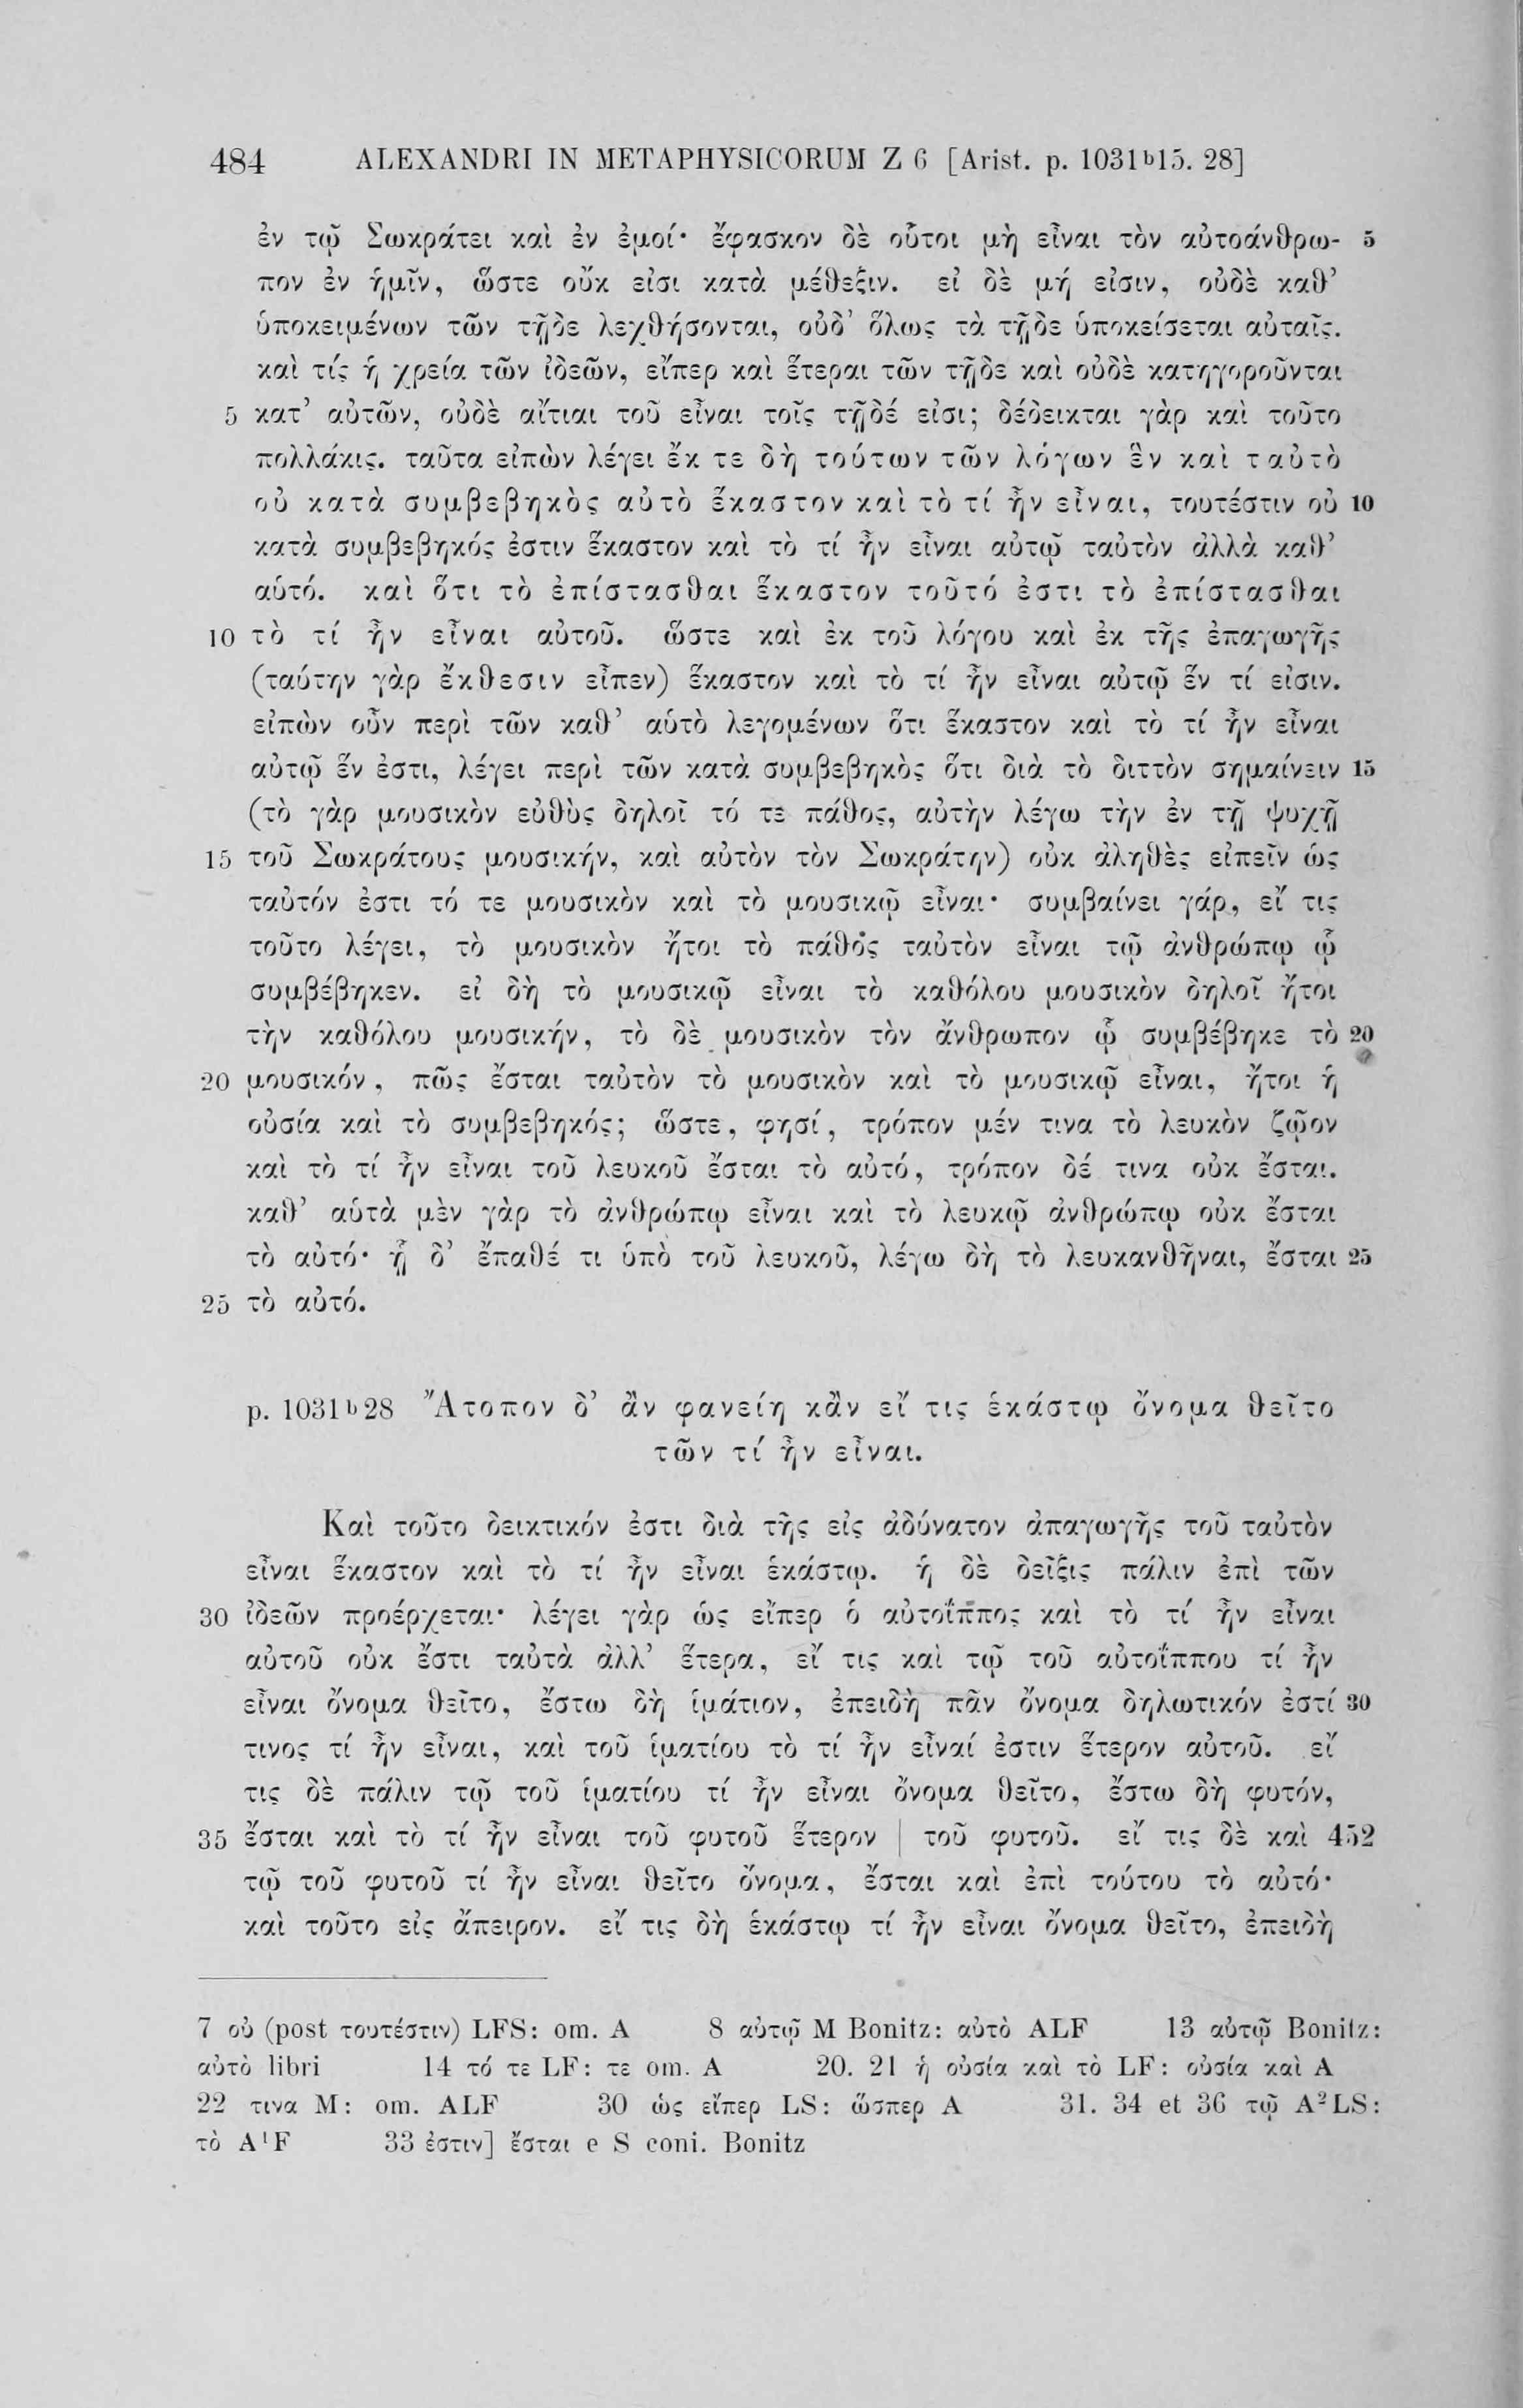 484 ALEXANDRI IN METAPHYSICORUM Z 6 [Arist. p. 1031ᵇ15. 28]
ἐν τῷ Σωκράτει καὶ ἐν ἐμοί· ἔφασκον δὲ οὗτοι μὴ εἶναι τὸν αὐτοάνθρω- 5
πον ἐν ἡμῖν, ὥστε οὔκ εἰσι κατὰ μέθεξιν. εἰ δὲ μή εἰσιν, οὐδὲ καθ’
ὑποκειμένων τῶν τῇδε λεχθήσονται, οὐδ’ ὅλως τὰ τῇδε ὑποκείσεται αὐταῖς.
καὶ τίς ἡ χρεία τῶν ἰδεῶν, εἴπερ καὶ ἕτεραι τῶν τῇδε καὶ οὐδὲ κατηγοροῦνται
5 κατ’ αὐτῶν, οὐδὲ αἴτιαι τοῦ εἶναι τοῖς τῇδέ εἰσι; δέδεικται γὰρ καὶ τοῦτο
πολλάκις. ταῦτα εἰπὼν λέγει ἔκ τε δὴ τούτων τῶν λόγων ἓν καὶ ταὐτὸ
οὐ κατὰ συμβεβηκὸς αὐτὸ ἕκαστον καὶ τὸ τί ἦν εἶναι, τουτέστιν οὐ 10
κατὰ συμβεβηκός ἐστιν ἕκαστον καὶ τὸ τί ἦν εἶναι αὐτῷ ταὐτὸν ἀλλὰ καθ’
αὑτό. καὶ ὅτι τὸ ἐπίστασθαι ἕκαστον τοῦτό ἐστι τὸ ἐπίστασθαι
10 τὸ τί ἦν εἶναι αὐτοῦ. ὥστε καὶ ἐκ τοῦ λόγου καὶ ἐκ τῆς ἐπαγωγῆς
(ταύτην γὰρ ἔκθεσιν εἶπεν) ἕκαστον καὶ τὸ τί ἦν εἶναι αὐτῷ ἕν τί εἰσιν.
εἰπὼν οὖν περὶ τῶν καθ’ αὑτὸ λεγομένων ὅτι ἕκαστον καὶ τὸ τί ἦν εἶναι
αὐτῷ ἕν ἐστι, λέγει περὶ τῶν κατὰ συμβεβηκὸς ὅτι διὰ τὸ διττὸν σημαίνειν 15
(τὸ γὰρ μουσικὸν εὐθὺς δηλοῖ τό τε πάθος, αὐτὴν λέγω τὴν ἐν τῇ ψυχῇ
15 τοῦ Σωκράτους μουσικήν, καὶ αὐτὸν τὸν Σωκράτην) οὐκ ἀληθὲς εἰπεῖν ὡς
ταὐτόν ἐστι τό τε μουσικὸν καὶ τὸ μουσικῷ εἶναι· συμβαίνει γάρ, εἴ τις
τοῦτο λέγει, τὸ μουσικὸν ἤτοι τὸ πάθος ταὐτὸν εἶναι τῷ ἀνθρώπῳ ᾧ
συμβέβηκεν. εἰ δὴ τὸ μουσικῷ εἶναι τὸ καθόλου μουσικὸν δηλοῖ ἤτοι
τὴν καθόλου μουσικήν, τὸ δὲ μουσικὸν τὸν ἄνθρωπον ᾧ συμβέβηκε τὸ 20
20 μουσικόν, πῶς ἔσται ταὐτὸν τὸ μουσικὸν καὶ τὸ μουσικῷ εἶναι, ἤτοι ἡ
οὐσία καὶ τὸ συμβεβηκός; ὥστε, φησί, τρόπον μέν τινα τὸ λευκὸν ζῷον
καὶ τὸ τί ἦν εἶναι τοῦ λευκοῦ ἔσται τὸ αὐτό, τρόπον δέ τινα οὐκ ἔσται.
καθ’ αὑτὰ μὲν γὰρ τὸ ἀνθρώπῳ εἶναι καὶ τὸ λευκῷ ἀνθρώπῳ οὐκ ἔσται
τὸ αὐτό· ᾗ δ’ ἔπαθέ τι ὑπὸ τοῦ λευκοῦ, λέγω δὴ τὸ λευκανθῆναι, ἔσται 25
25 τὸ αὐτό.
p. 1031ᵇ28 Ἄτοπον δ’ ἂν φανείη κἂν εἴ τις ἑκάστῳ ὄνομα θεῖτο
τῶν τί ἦν εἶναι.
Καὶ τοῦτο δεικτικόν ἐστι διὰ τῆς εἰς ἀδύνατον ἀπαγωγῆς τοῦ ταὐτὸν
εἶναι ἕκαστον καὶ τὸ τί ἦν εἶναι ἑκάστῳ. ἡ δὲ δεῖξις πάλιν ἐπὶ τῶν
30 ἰδεῶν προέρχεται· λέγει γὰρ ὡς εἴπερ ὁ αὐτοΐππος καὶ τὸ τί ἦν εἶναι
αὐτοῦ οὐκ ἔστι ταὐτὰ ἀλλ’ ἕτερα, εἴ τις καὶ τῷ τοῦ αὐτοΐππου τί ἦν
εἶναι ὄνομα θεῖτο, ἔστω δὴ ἱμάτιον, ἐπειδὴ πᾶν ὄνομα δηλωτικόν ἐστί 30
τινος τί ἦν εἶναι, καὶ τοῦ ἱματίου τὸ τί ἦν εἶναί ἐστιν ἕτερον αὐτοῦ. εἴ
τις δὲ πάλιν τῷ τοῦ ἱματίου τί ἦν εἶναι ὄνομα θεῖτο, ἔστω δὴ φυτόν,
35 ἔσται καὶ τὸ τί ἦν εἶναι τοῦ φυτοῦ ἕτερον | τοῦ φυτοῦ. εἴ τις δὲ καὶ 452
τῷ τοῦ φυτοῦ τί ἦν εἶναι θεῖτο ὄνομα, ἔσται καὶ ἐπὶ τούτου τὸ αὐτό·
καὶ τοῦτο εἰς ἄπειρον. εἴ τις δὴ ἑκάστῳ τί ἦν εἶναι ὄνομα θεῖτο, ἐπειδὴ
7 οὐ (post τουτέστιν) LFS: om. A 8 αὐτῷ M Bonitz: αὐτὸ ALF 13 αὐτῷ Bonitz:
αὐτὸ libri 14 τό τε LF: τε om. A 20. 21 ἡ οὐσία καὶ τὸ LF: οὐσία καὶ A
22 τινα M: om. ALF 30 ὡς εἴπερ LS: ὥσπερ A 31. 34 et 36 τῷ A²LS:
τὸ A¹F 33 ἐστιν] ἔσται e S coni. Bonitz